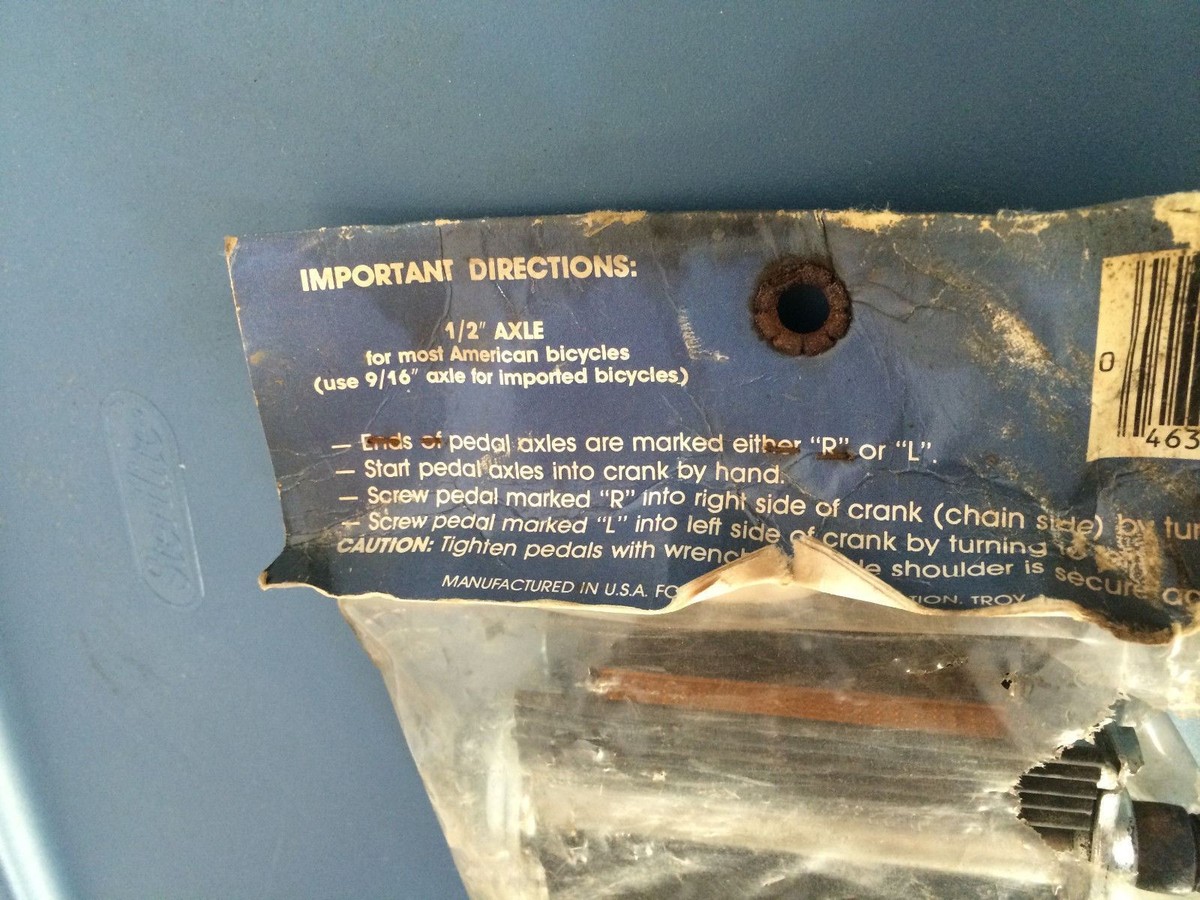 IMPORTANT DIRECTIONS:
1/2" AXLE
for most American bicycles
(use 9/16" axle for imported bicycles)
— Ends of pedal axles are marked either "R" or "L".
— Start pedal axles into crank by hand.
— Screw pedal marked "R" into right side of crank (chain side) by
— Screw pedal marked "L" into left side of crank by turning
CAUTION: Tighten pedals with wrench shoulder is secure
MANUFACTURED IN U.S.A. TROY,
0
463